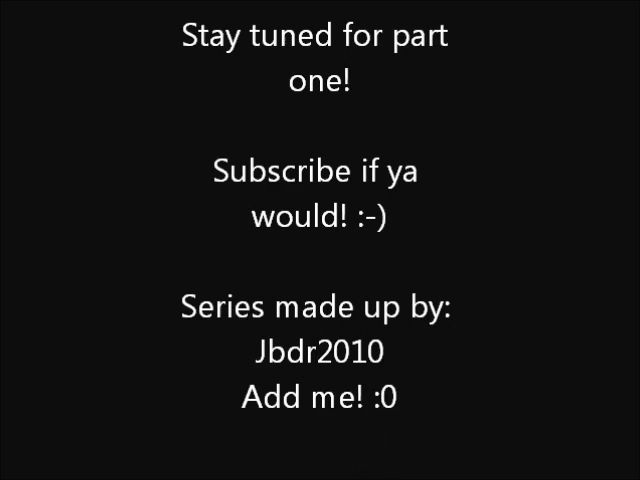 Stay tuned for part
one!
Subscribe if ya
would! :-)
Series made up by:
Jbdr2010
Add me! :0